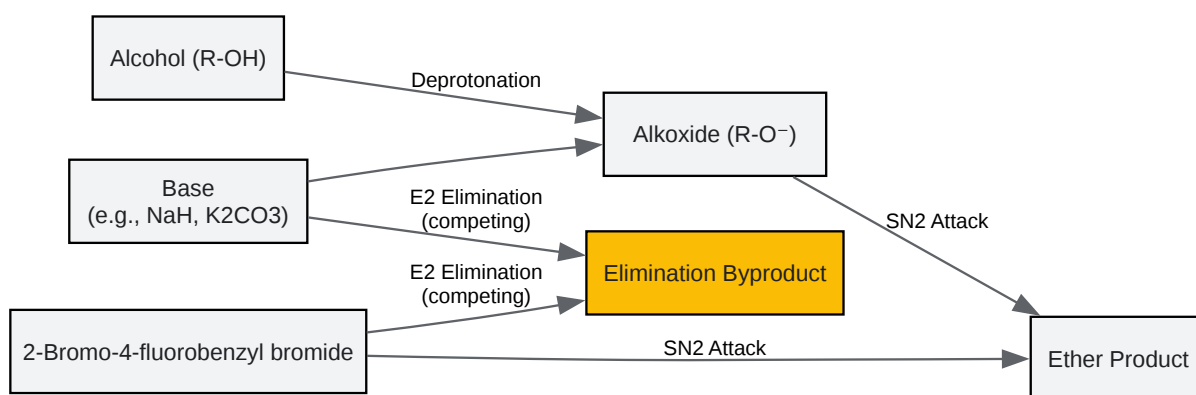 Alcohol (R-OH)
Deprotonation
Alkoxide (R-O⁻)
Base
(e.g., NaH, K2CO3)
E2 Elimination
(competing)
SN2 Attack
Elimination Byproduct
E2 Elimination
(competing)
2-Bromo-4-fluorobenzyl bromide
SN2 Attack
Ether Product